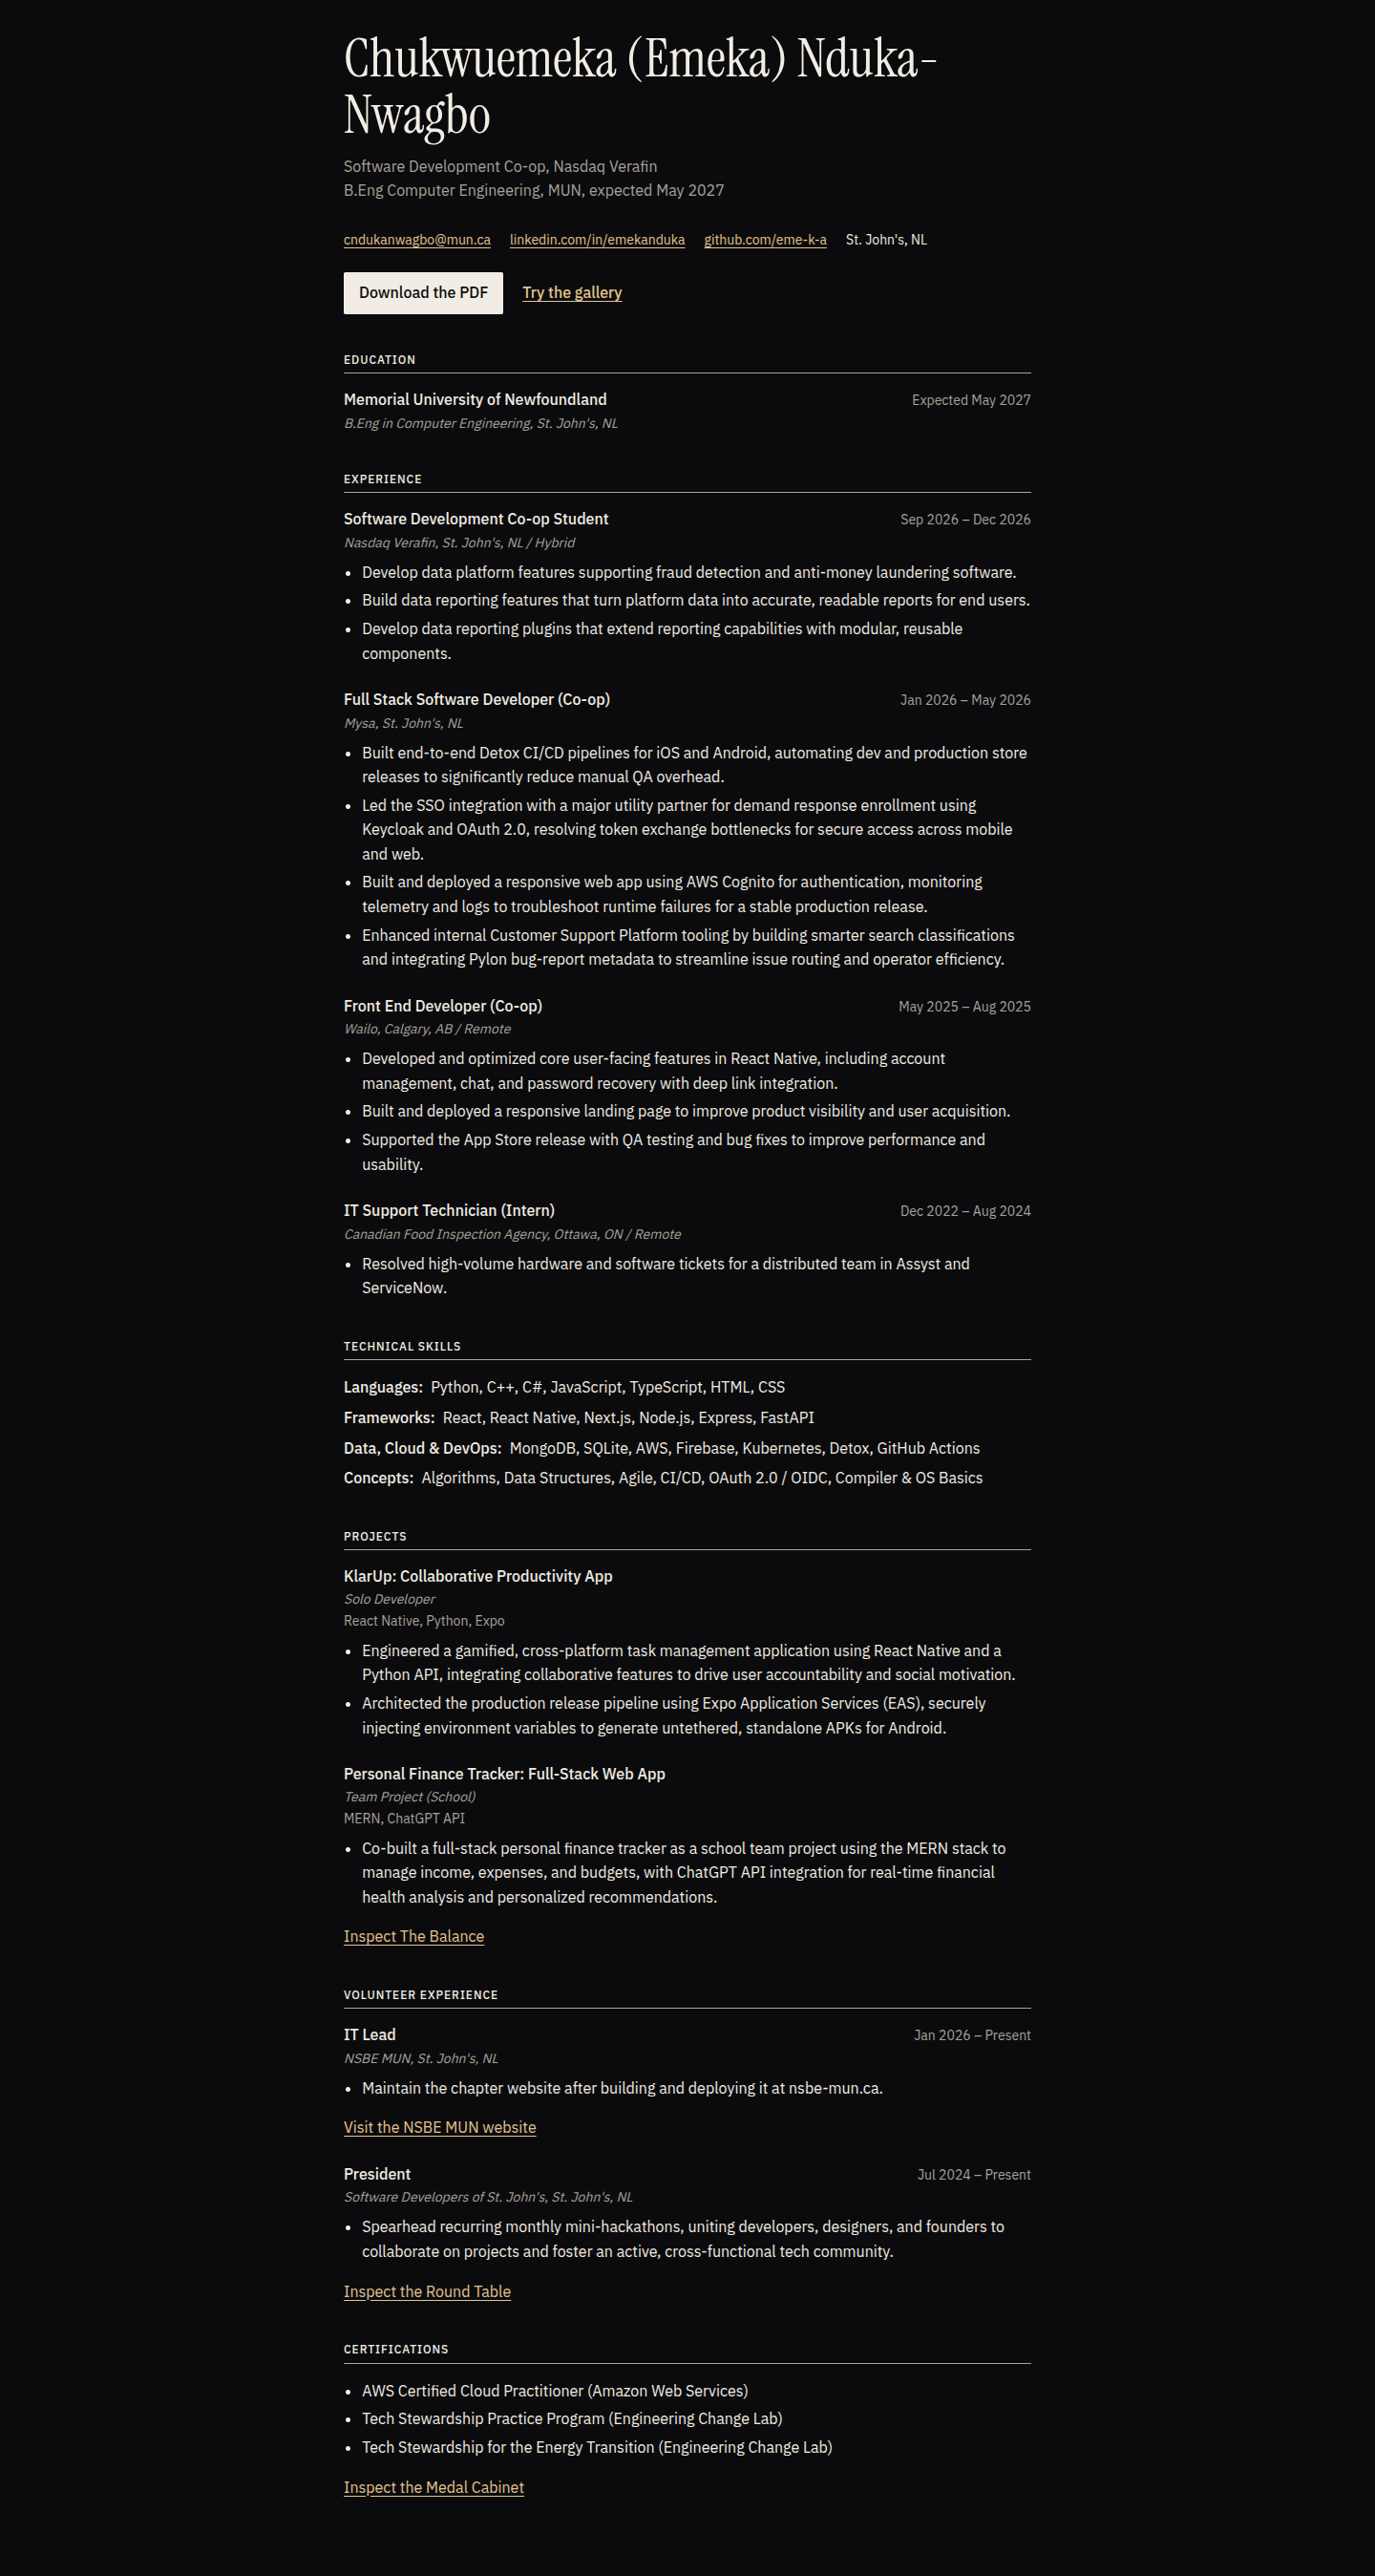 Chukwuemeka (Emeka) Nduka-
Nwagbo
Software Development Co-op, Nasdaq Verafin
B.Eng Computer Engineering, MUN, expected May 2027
cndukanwagbo@mun.ca linkedin.com/in/emekanduka github.com/eme-k-a St. John's, NL
Download the PDF Try the gallery
EDUCATION
Memorial University of Newfoundland Expected May 2027
B.Eng in Computer Engineering, St. John's, NL
EXPERIENCE
Software Development Co-op Student Sep 2026 – Dec 2026
Nasdaq Verafin, St. John's, NL / Hybrid
• Develop data platform features supporting fraud detection and anti-money laundering software.
• Build data reporting features that turn platform data into accurate, readable reports for end users.
• Develop data reporting plugins that extend reporting capabilities with modular, reusable
components.
Full Stack Software Developer (Co-op) Jan 2026 – May 2026
Mysa, St. John's, NL
• Built end-to-end Detox CI/CD pipelines for iOS and Android, automating dev and production store
releases to significantly reduce manual QA overhead.
• Led the SSO integration with a major utility partner for demand response enrollment using
Keycloak and OAuth 2.0, resolving token exchange bottlenecks for secure access across mobile
and web.
• Built and deployed a responsive web app using AWS Cognito for authentication, monitoring
telemetry and logs to troubleshoot runtime failures for a stable production release.
• Enhanced internal Customer Support Platform tooling by building smarter search classifications
and integrating Pylon bug-report metadata to streamline issue routing and operator efficiency.
Front End Developer (Co-op) May 2025 – Aug 2025
Wailo, Calgary, AB / Remote
• Developed and optimized core user-facing features in React Native, including account
management, chat, and password recovery with deep link integration.
• Built and deployed a responsive landing page to improve product visibility and user acquisition.
• Supported the App Store release with QA testing and bug fixes to improve performance and
usability.
IT Support Technician (Intern) Dec 2022 – Aug 2024
Canadian Food Inspection Agency, Ottawa, ON / Remote
• Resolved high-volume hardware and software tickets for a distributed team in Assyst and
ServiceNow.
TECHNICAL SKILLS
Languages: Python, C++, C#, JavaScript, TypeScript, HTML, CSS
Frameworks: React, React Native, Next.js, Node.js, Express, FastAPI
Data, Cloud & DevOps: MongoDB, SQLite, AWS, Firebase, Kubernetes, Detox, GitHub Actions
Concepts: Algorithms, Data Structures, Agile, CI/CD, OAuth 2.0 / OIDC, Compiler & OS Basics
PROJECTS
KlarUp: Collaborative Productivity App
Solo Developer
React Native, Python, Expo
• Engineered a gamified, cross-platform task management application using React Native and a
Python API, integrating collaborative features to drive user accountability and social motivation.
• Architected the production release pipeline using Expo Application Services (EAS), securely
injecting environment variables to generate untethered, standalone APKs for Android.
Personal Finance Tracker: Full-Stack Web App
Team Project (School)
MERN, ChatGPT API
• Co-built a full-stack personal finance tracker as a school team project using the MERN stack to
manage income, expenses, and budgets, with ChatGPT API integration for real-time financial
health analysis and personalized recommendations.
Inspect The Balance
VOLUNTEER EXPERIENCE
IT Lead Jan 2026 – Present
NSBE MUN, St. John's, NL
• Maintain the chapter website after building and deploying it at nsbe-mun.ca.
Visit the NSBE MUN website
President Jul 2024 – Present
Software Developers of St. John's, St. John's, NL
• Spearhead recurring monthly mini-hackathons, uniting developers, designers, and founders to
collaborate on projects and foster an active, cross-functional tech community.
Inspect the Round Table
CERTIFICATIONS
• AWS Certified Cloud Practitioner (Amazon Web Services)
• Tech Stewardship Practice Program (Engineering Change Lab)
• Tech Stewardship for the Energy Transition (Engineering Change Lab)
Inspect the Medal Cabinet